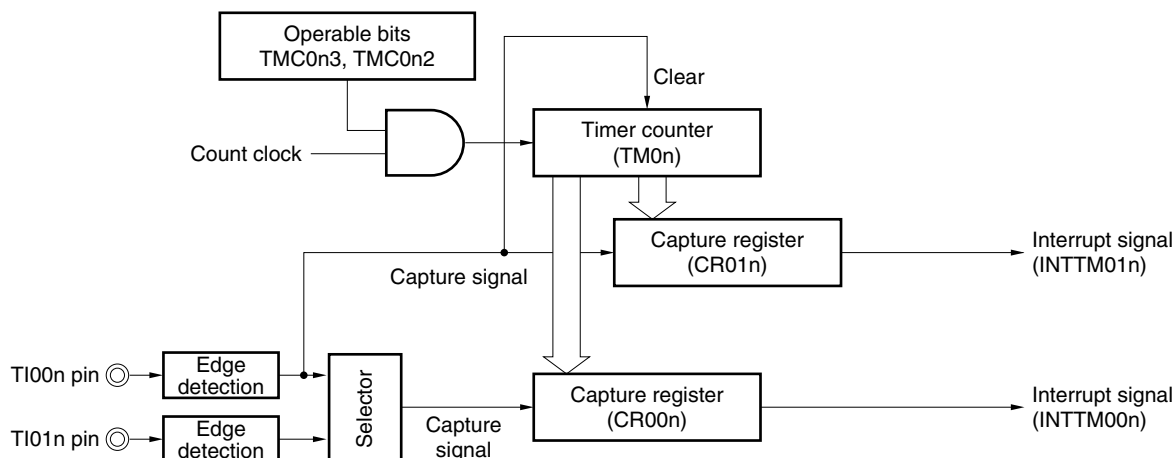 Operable bits
TMC0n3, TMC0n2
Clear
Timer counter
(TM0n)
Count clock
Capture register
(CR01n)
Interrupt signal
(INTTM01n)
Capture signal
TI00n pin
Edge
detection
Selector
Capture register
(CR00n)
Interrupt signal
(INTTM00n)
TI01n pin
Edge
detection
Capture
signal